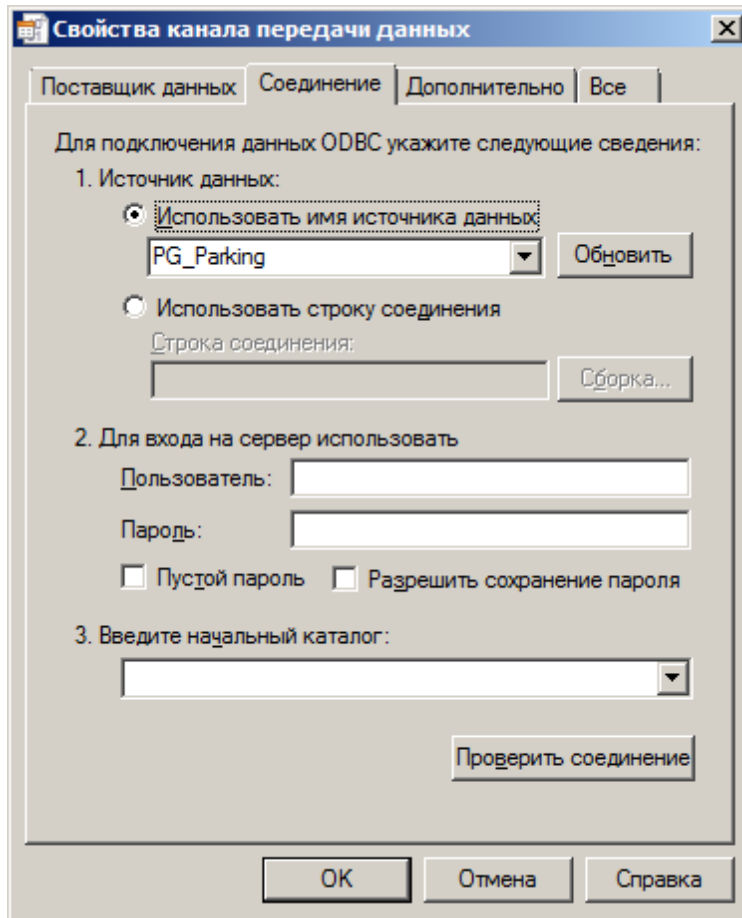 Свойства канала передачи данных
Поставщик данных Соединение Дополнительно Все
Для подключения данных ODBC укажите следующие сведения:
1. Источник данных:
Использовать имя источника данных
PG_Parking Обновить
Использовать строку соединения
Строка соединения:
Сборка...
2. Для входа на сервер использовать
Пользователь:
Пароль:
Пустой пароль Разрешить сохранение пароля
3. Введите начальный каталог:
Проверить соединение
OK Отмена Справка